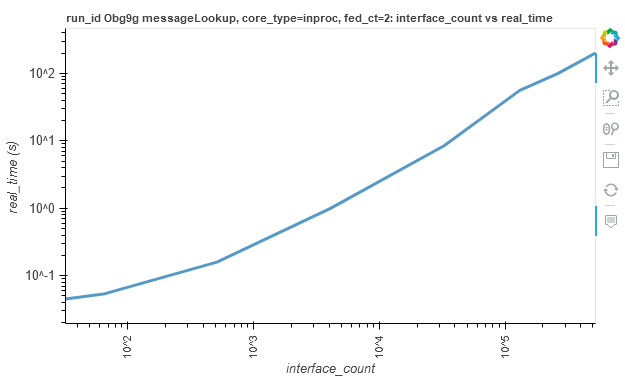 run_id Obg9g messageLookup, core_type=inproc, fed_ct=2: interface_count vs real_time
real_time (s)
10^2
10^1
10^0
10^-1
10^2
10^3
10^4
10^5
interface_count